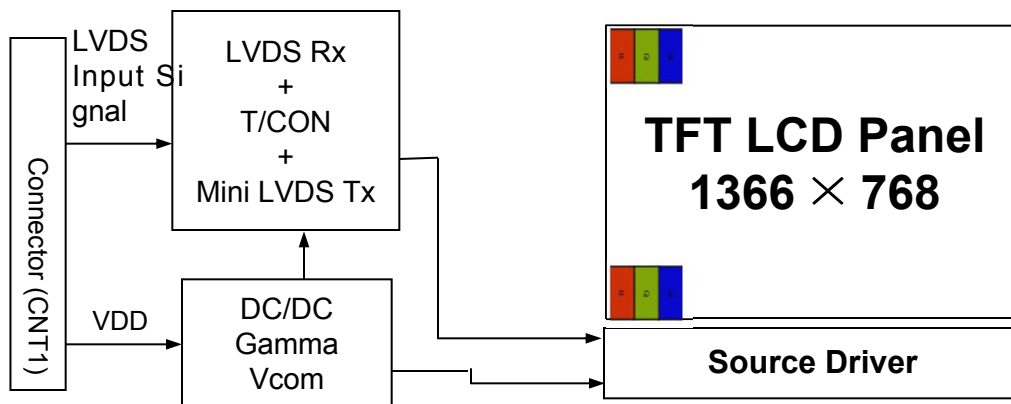 LVDS
Input Si
gnal
LVDS Rx
+
T/CON
+
Mini LVDS Tx
Connector (CNT1)
VDD
DC/DC
Gamma
Vcom
TFT LCD Panel
1366 × 768
Source Driver